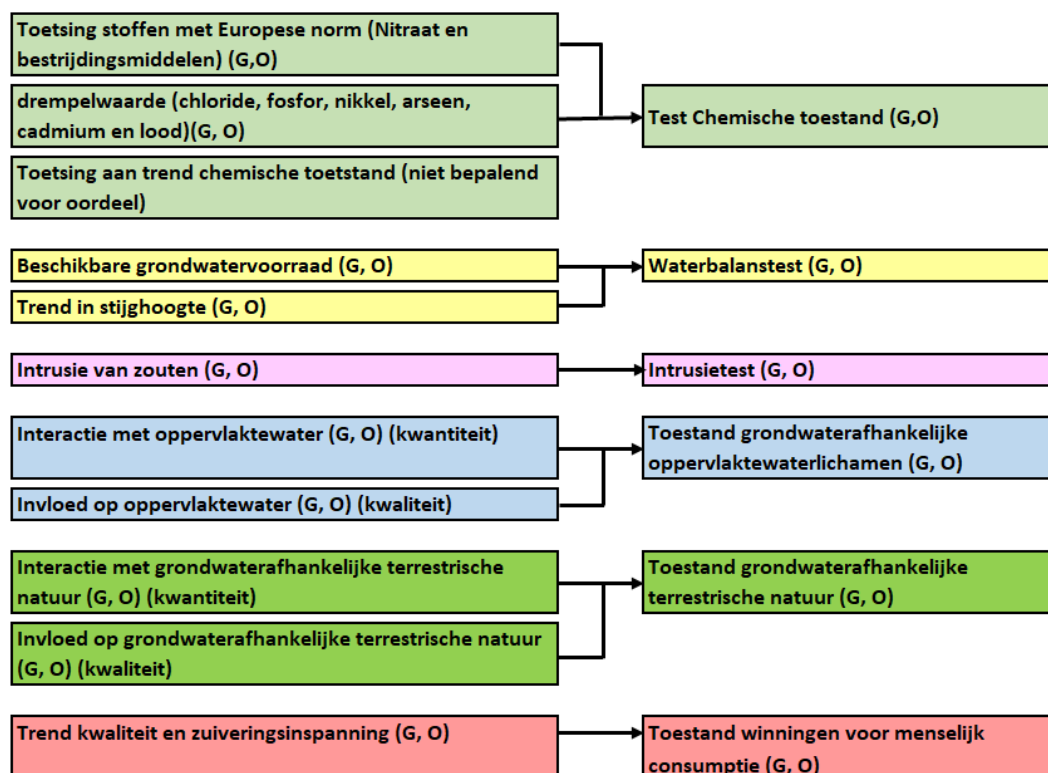 Toetsing stoffen met Europese norm (Nitraat en
bestrijdingsmiddelen) (G,O)
drempelwaarde (chloride, fosfor, nikkel, arseen,
cadmium en lood)(G, O)
Test Chemische toestand (G,O)
Toetsing aan trend chemische toetstand (niet bepalend
voor oordeel)
Beschikbare grondwatervoorraad (G, O)
Waterbalanstest (G, O)
Trend in stijghoogte (G, O)
Intrusie van zouten (G, O)
Intrusietest (G, O)
Interactie met oppervlaktewater (G, O) (kwantiteit)
Toestand grondwaterafhankelijke
oppervlaktewaterlichamen (G, O)
Invloed op oppervlaktewater (G, O) (kwaliteit)
Interactie met grondwaterafhankelijke terrestrische
natuur (G, O) (kwantiteit)
Toestand grondwaterafhankelijke
terrestrische natuur (G, O)
Invloed op grondwaterafhankelijke terrestrische natuur
(G, O) (kwaliteit)
Trend kwaliteit en zuiveringsinspanning (G, O)
Toestand winningen voor menselijk
consumptie (G, O)